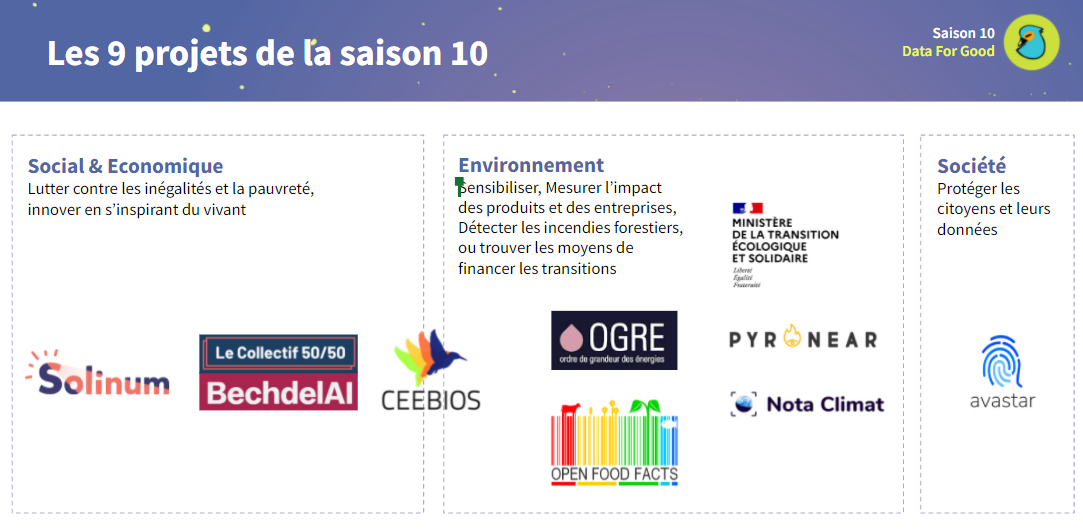 Les 9 projets de la saison 10
Saison 10
Data For Good
Social & Economique
Lutter contre les inégalités et la pauvreté,
innover en s’inspirant du vivant
Solinum
Le Collectif 50/50
BechdelAI
CEEBIOS
Environnement
Sensibiliser, Mesurer l’impact
des produits et des entreprises,
Détecter les incendies forestiers,
ou trouver les moyens de
financer les transitions
MINISTÈRE
DE LA TRANSITION
ÉCOLOGIQUE
ET SOLIDAIRE
Liberté
Égalité
Fraternité
OGRE
ordre de grandeur des énergies
PYRONEAR
Nota Climat
OPEN FOOD FACTS
Société
Protéger les
citoyens et leurs
données
avastar